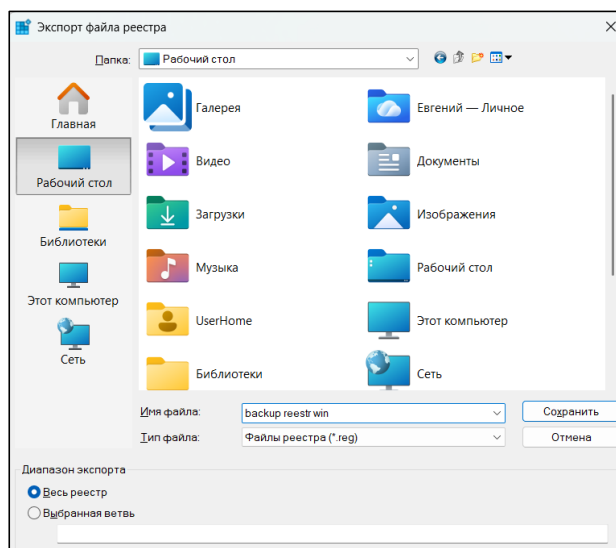 Экспорт файла реестра
Папка: Рабочий стол
Главная
Рабочий стол
Библиотеки
Этот компьютер
Сеть
Галерея
Евгений — Личное
Видео
Документы
Загрузки
Изображения
Музыка
Рабочий стол
UserHome
Этот компьютер
Библиотеки
Сеть
Имя файла: backup reestr win Сохранить
Тип файла: Файлы реестра (*.reg) Отмена
Диапазон экспорта
Весь реестр
Выбранная ветвь